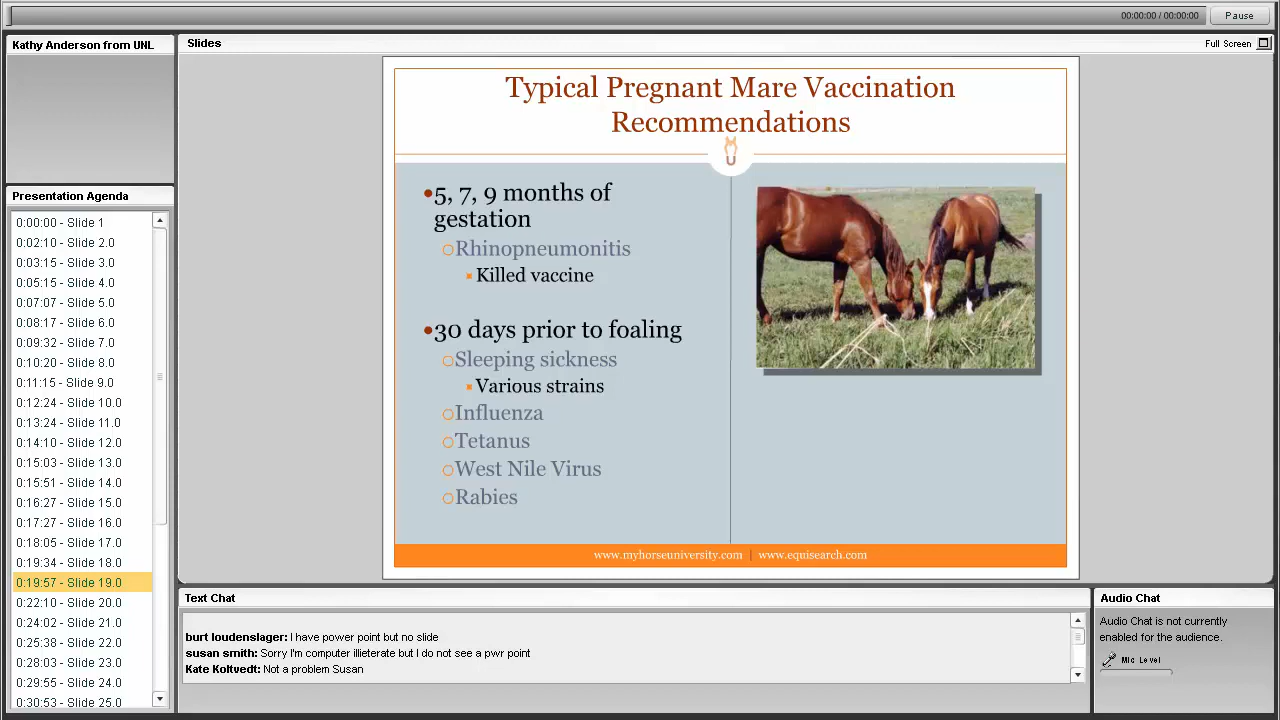 00:00:00 / 00:00:00
Pause
Kathy Anderson from UNL
Slides
Full Screen
Typical Pregnant Mare Vaccination
Recommendations
•5, 7, 9 months of
gestation
Rhinopneumonitis
Killed vaccine
•30 days prior to foaling
Sleeping sickness
Various strains
Influenza
Tetanus
West Nile Virus
Rabies
www.myhorseuniversity.com | www.equisearch.com
Presentation Agenda
0:00:00 - Slide 1
0:02:10 - Slide 2.0
0:03:15 - Slide 3.0
0:05:15 - Slide 4.0
0:07:07 - Slide 5.0
0:08:17 - Slide 6.0
0:09:32 - Slide 7.0
0:10:20 - Slide 8.0
0:11:15 - Slide 9.0
0:12:24 - Slide 10.0
0:13:24 - Slide 11.0
0:14:10 - Slide 12.0
0:15:03 - Slide 13.0
0:15:51 - Slide 14.0
0:16:27 - Slide 15.0
0:17:27 - Slide 16.0
0:18:05 - Slide 17.0
0:19:34 - Slide 18.0
0:19:57 - Slide 19.0
0:22:10 - Slide 20.0
0:24:02 - Slide 21.0
0:25:38 - Slide 22.0
0:28:03 - Slide 23.0
0:29:55 - Slide 24.0
0:30:53 - Slide 25.0
Text Chat
burt loudenslager: I have power point but no slide
susan smith: Sorry I'm computer illieterate but I do not see a pwr point
Kate Koltvedt: Not a problem Susan
Audio Chat
Audio Chat is not currently
enabled for the audience.
Mic Level